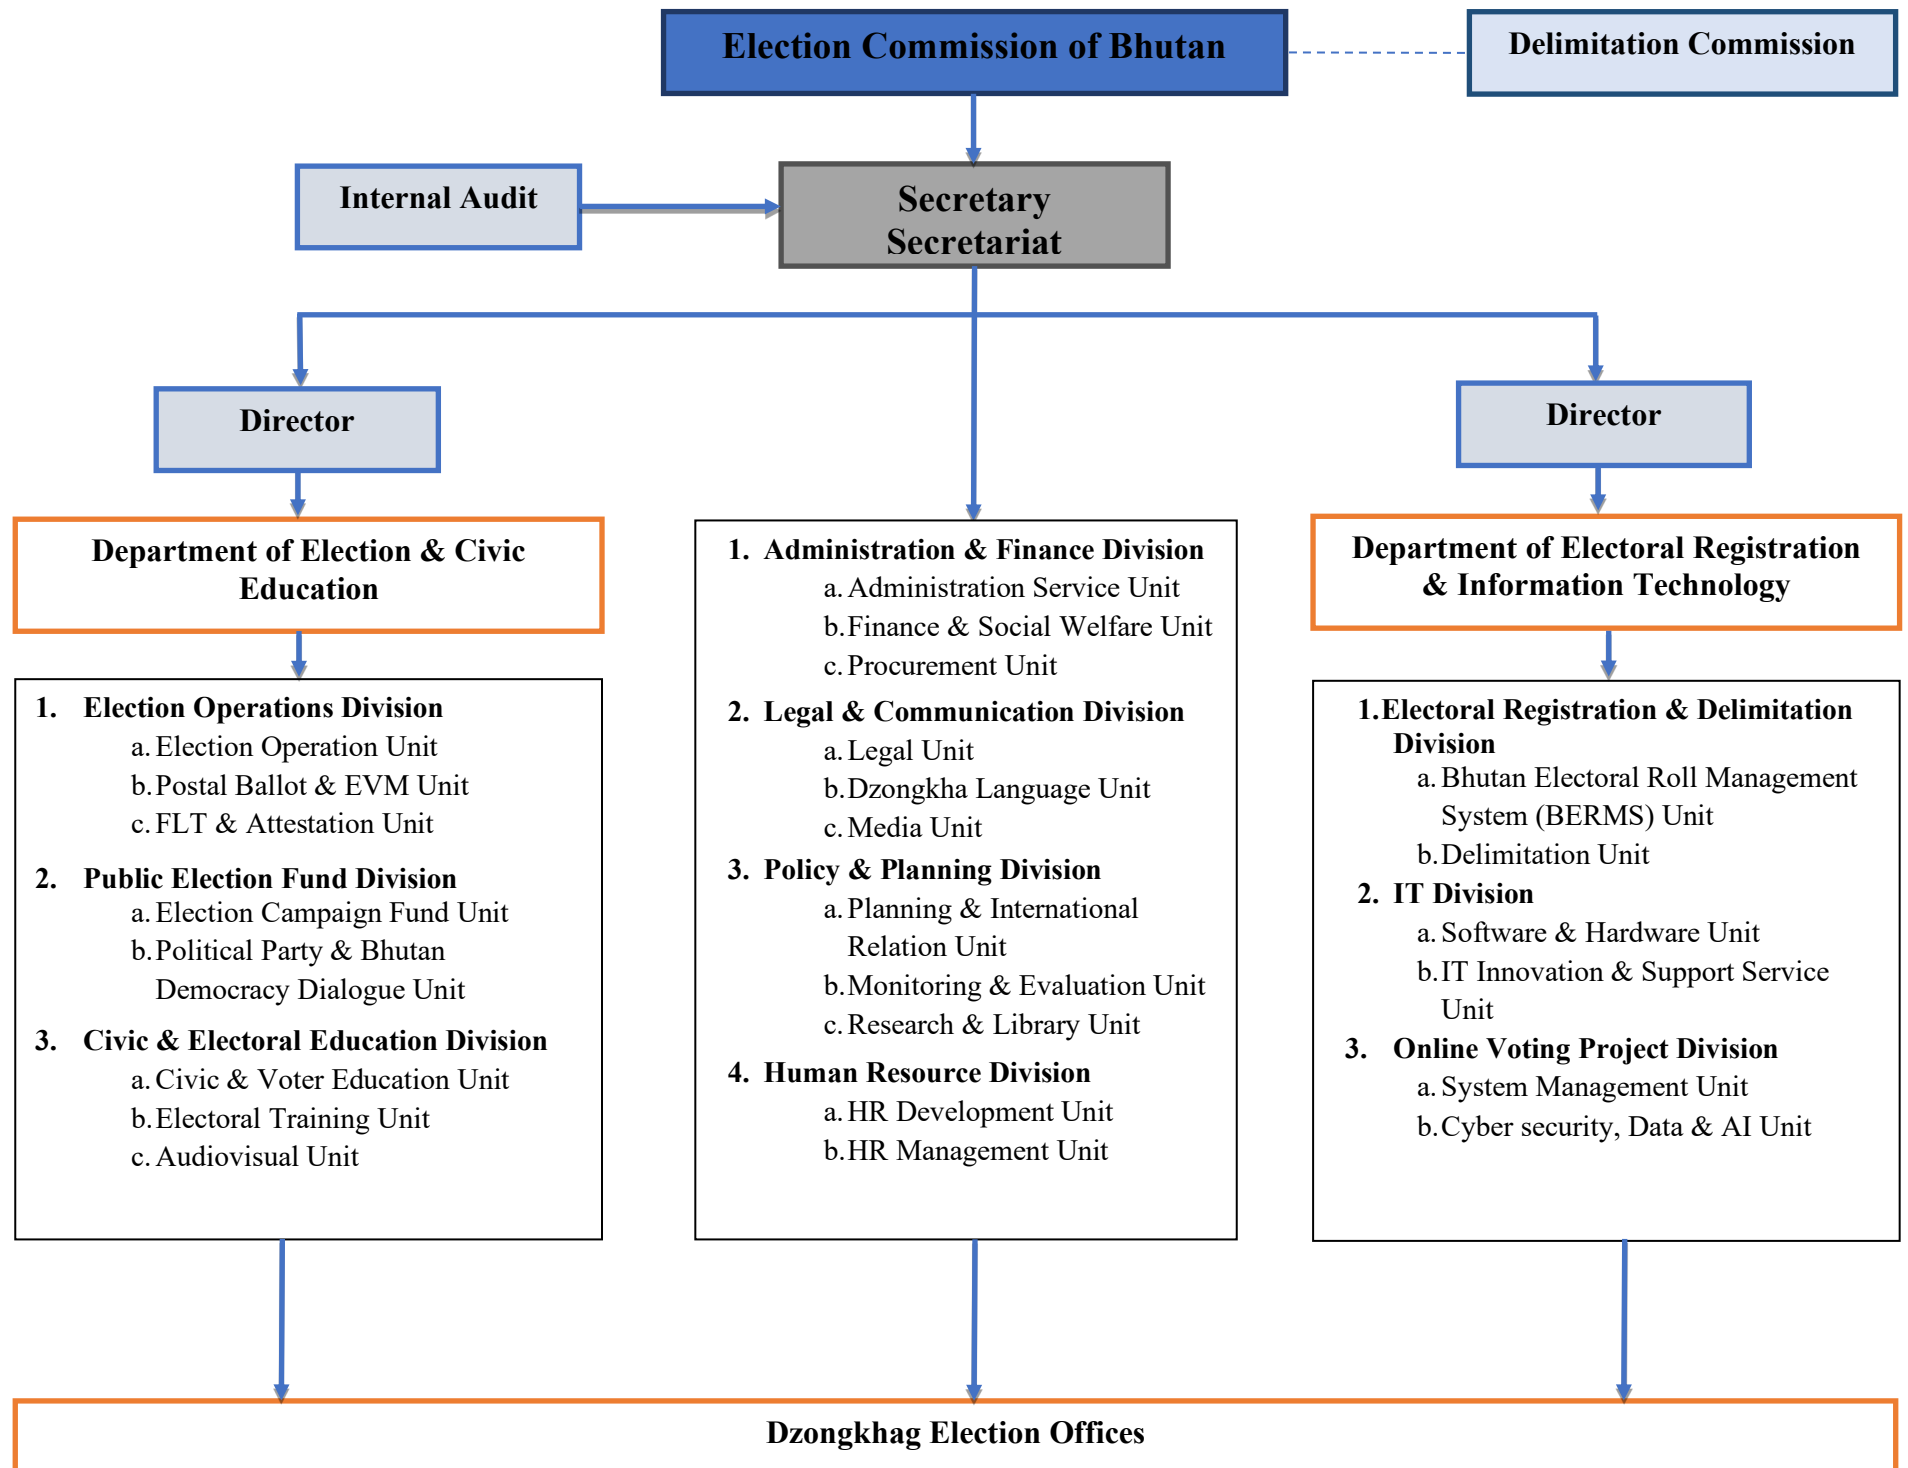 Election Commission of Bhutan
Delimitation Commission
Internal Audit
Secretary
Secretariat
Director
Director
Department of Election & Civic
Education
1. Election Operations Division
a. Election Operation Unit
b. Postal Ballot & EVM Unit
c. FLT & Attestation Unit
2. Public Election Fund Division
a. Election Campaign Fund Unit
b. Political Party & Bhutan
Democracy Dialogue Unit
3. Civic & Electoral Education Division
a. Civic & Voter Education Unit
b. Electoral Training Unit
c. Audiovisual Unit
1. Administration & Finance Division
a. Administration Service Unit
b. Finance & Social Welfare Unit
c. Procurement Unit
2. Legal & Communication Division
a. Legal Unit
b. Dzongkha Language Unit
c. Media Unit
3. Policy & Planning Division
a. Planning & International
Relation Unit
b. Monitoring & Evaluation Unit
c. Research & Library Unit
4. Human Resource Division
a. HR Development Unit
b. HR Management Unit
Department of Electoral Registration
& Information Technology
1. Electoral Registration & Delimitation
Division
a. Bhutan Electoral Roll Management
System (BERMS) Unit
b. Delimitation Unit
2. IT Division
a. Software & Hardware Unit
b. IT Innovation & Support Service
Unit
3. Online Voting Project Division
a. System Management Unit
b. Cyber security, Data & AI Unit
Dzongkhag Election Offices